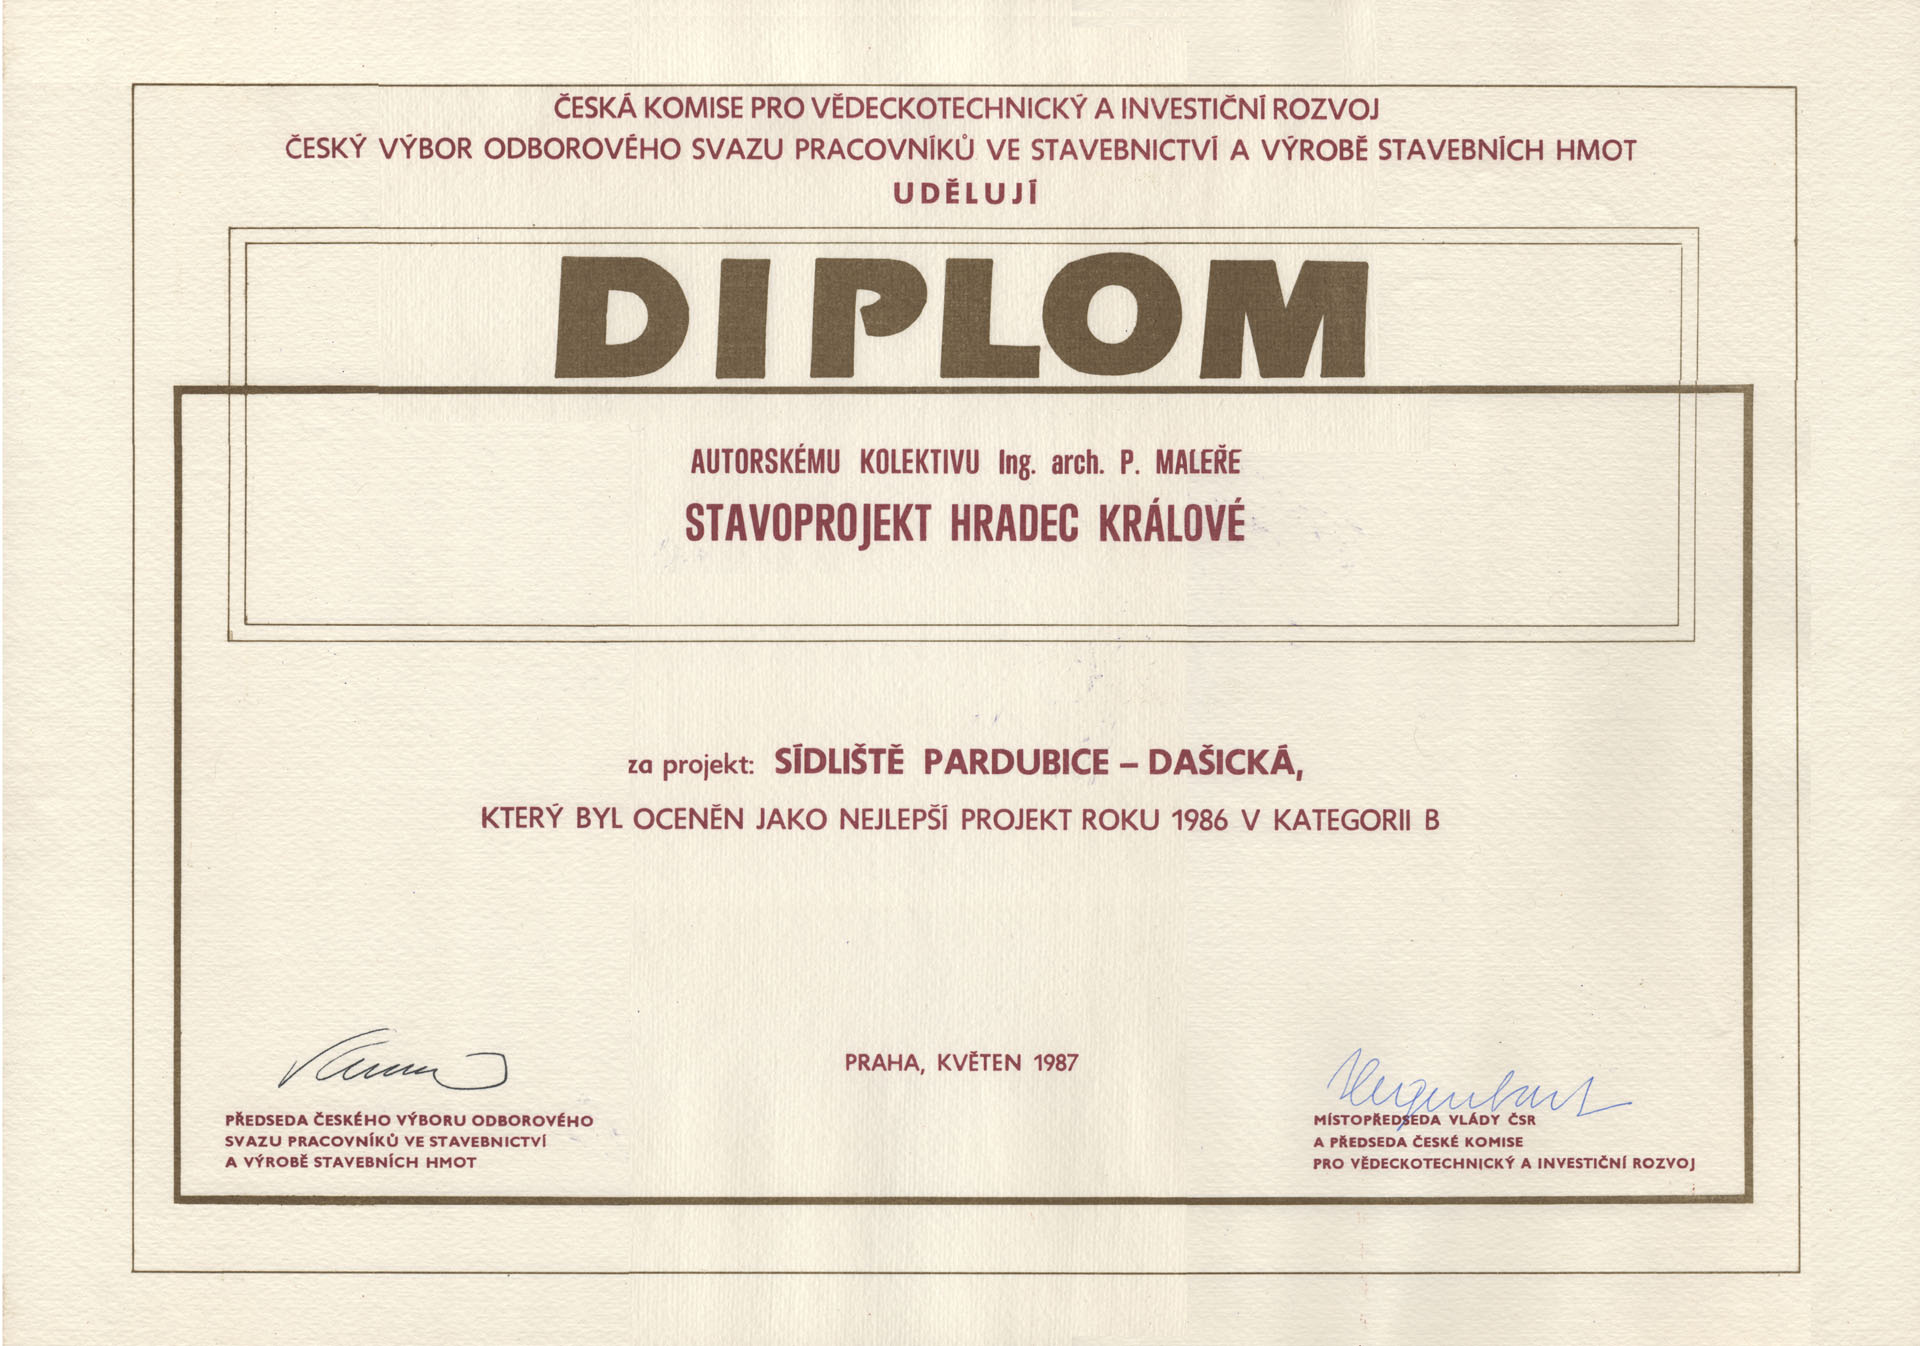 ČESKÁ KOMISE PRO VĚDECKOTECHNICKÝ A INVESTIČNÍ ROZVOJ
ČESKÝ VÝBOR ODBOROVÉHO SVAZU PRACOVNÍKŮ VE STAVEBNICTVÍ A VÝROBĚ STAVEBNÍCH HMOT
UDĚLUJÍ
DIPLOM
AUTORSKÉMU KOLEKTIVU Ing. arch. P. MALEŘE
STAVOPROJEKT HRADEC KRÁLOVÉ
za projekt: SÍDLIŠTĚ PARDUBICE – DAŠICKÁ,
KTERÝ BYL OCENĚN JAKO NEJLEPŠÍ PROJEKT ROKU 1986 V KATEGORII B
PRAHA, KVĚTEN 1987
PŘEDSEDA ČESKÉHO VÝBORU ODBOROVÉHO
SVAZU PRACOVNÍKŮ VE STAVEBNICTVÍ
A VÝROBĚ STAVEBNÍCH HMOT
MÍSTOPŘEDSEDA VLÁDY ČSR
A PŘEDSEDA ČESKÉ KOMISE
PRO VĚDECKOTECHNICKÝ A INVESTIČNÍ ROZVOJ